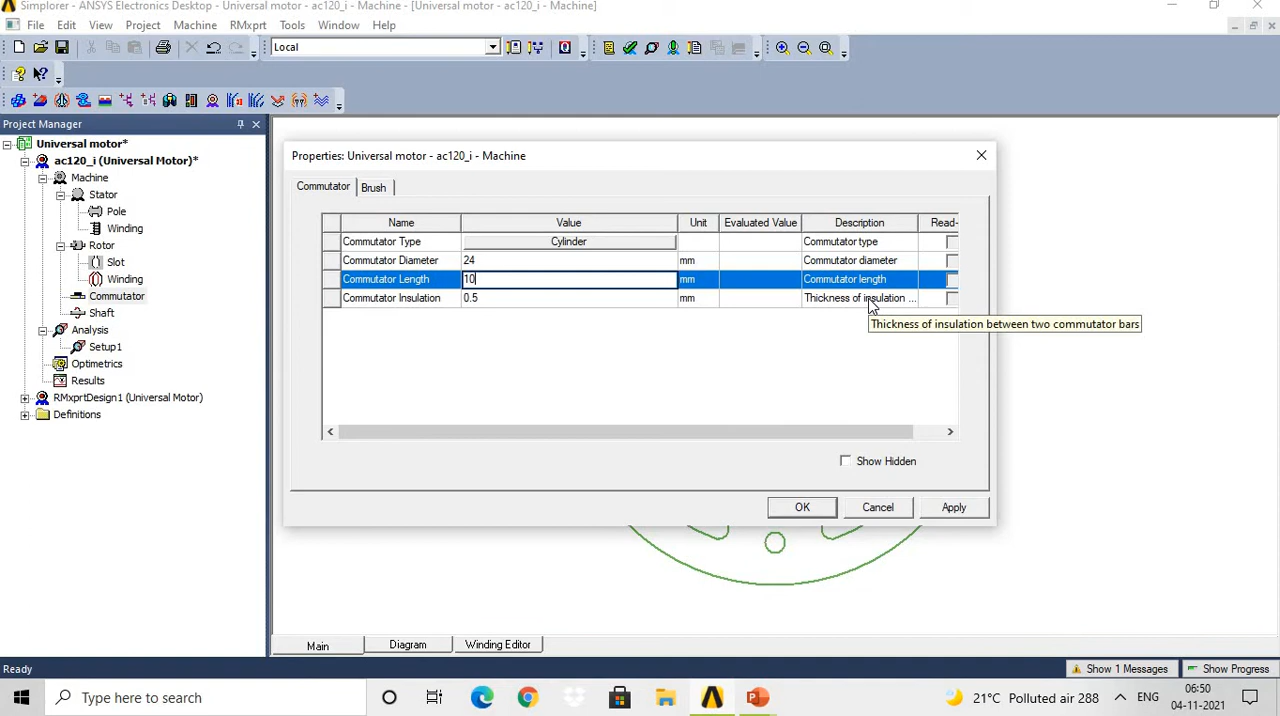 Simplorer - ANSYS Electronics Desktop - Universal motor - ac120_i - Machine - [Universal motor - ac120_i - Machine]
File Edit View Project Machine RMxprt Tools Window Help
Local
Project Manager
Universal motor*
ac120_i (Universal Motor)*
Machine
Stator
Pole
Winding
Rotor
Slot
Winding
Commutator
Shaft
Analysis
Setup1
Optimetrics
Results
RMxprtDesign1 (Universal Motor)
Definitions
Properties: Universal motor - ac120_i - Machine
Commutator Brush
Name Value Unit Evaluated Value Description Read-
Commutator Type Cylinder Commutator type
Commutator Diameter 24 mm Commutator diameter
Commutator Length 10 mm Commutator length
Commutator Insulation 0.5 mm Thickness of insulation ...
Thickness of insulation between two commutator bars
Show Hidden
OK Cancel Apply
Main Diagram Winding Editor
Ready Show 1 Messages Show Progress
Type here to search 21°C Polluted air 288 ENG 06:50
04-11-2021